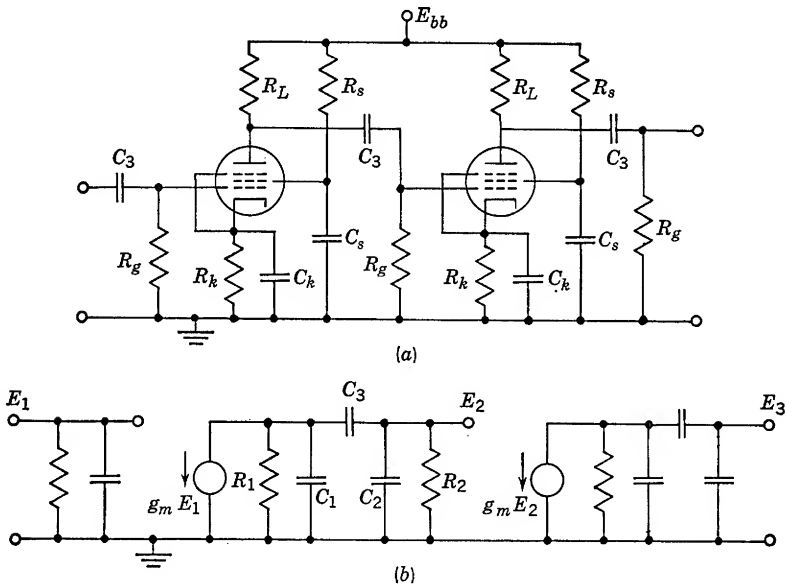 E_bb
R_L
R_s
R_L
R_s
C_3
C_3
C_3
R_g
R_k
C_k
C_s
R_g
R_k
C_k
C_s
R_g
(a)
E_1
C_3
E_2
E_3
R_1
C_1
C_2
R_2
g_m E_1
g_m E_2
(b)